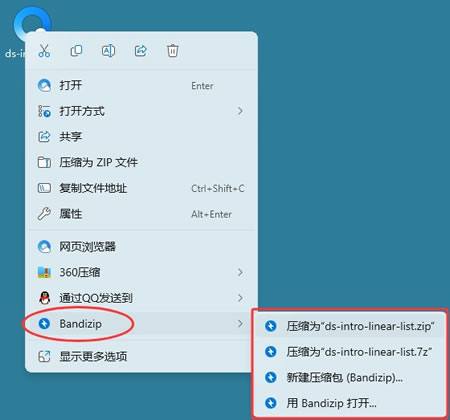 ds-in
打开 Enter
打开方式
共享
压缩为 ZIP 文件
复制文件地址 Ctrl+Shift+C
属性 Alt+Enter
网页浏览器
360压缩
通过QQ发送到
Bandizip
显示更多选项
压缩为“ds-intro-linear-list.zip”
压缩为“ds-intro-linear-list.7z”
新建压缩包 (Bandizip)...
用 Bandizip 打开...